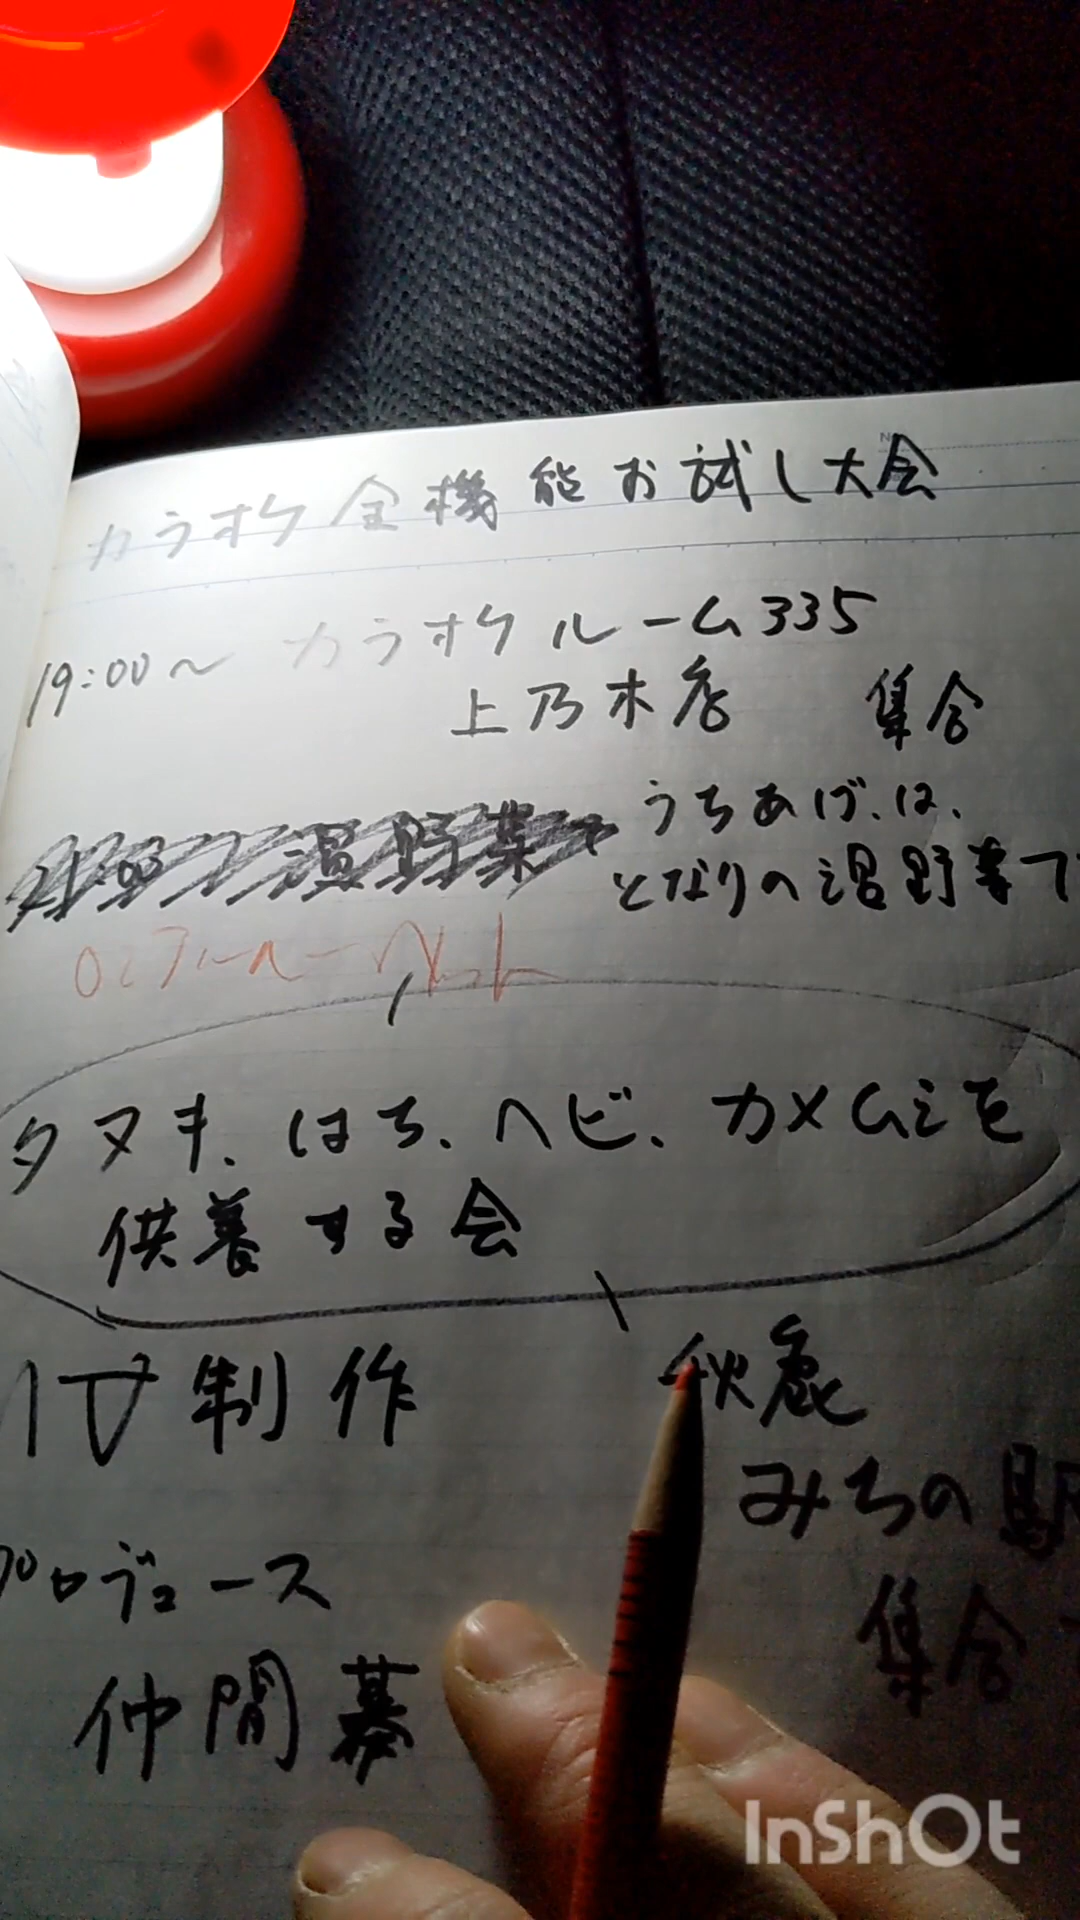 カラオケ全機能お試し大会
19:00〜 カラオケルーム335
上乃木店 集合
うちあげは、
となりの温野菜で
タヌキ、はち、ヘビ、カメムシを
供養する会
制作
秋鹿
みちの駅
プロデュース
集合
仲間募
InShOt